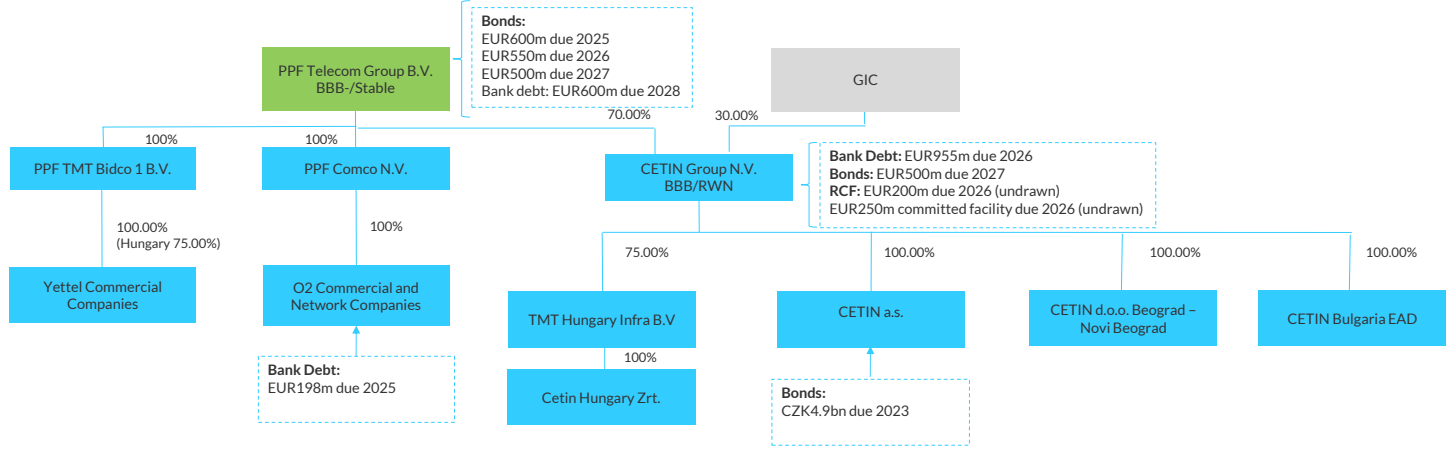 Bonds:
EUR600m due 2025
EUR550m due 2026
EUR500m due 2027
Bank debt: EUR600m due 2028
PPF Telecom Group B.V.
BBB-/Stable
GIC
70.00%
30.00%
100%
100%
PPF TMT Bidco 1 B.V.
PPF Comco N.V.
CETIN Group N.V.
BBB/RWN
Bank Debt: EUR955m due 2026
Bonds: EUR500m due 2027
RCF: EUR200m due 2026 (undrawn)
EUR250m committed facility due 2026 (undrawn)
100.00%
(Hungary 75.00%)
100%
75.00%
100.00%
100.00%
100.00%
Yettel Commercial
Companies
O2 Commercial and
Network Companies
TMT Hungary Infra B.V
CETIN a.s.
CETIN d.o.o. Beograd –
Novi Beograd
CETIN Bulgaria EAD
100%
Bank Debt:
EUR198m due 2025
Cetin Hungary Zrt.
Bonds:
CZK4.9bn due 2023